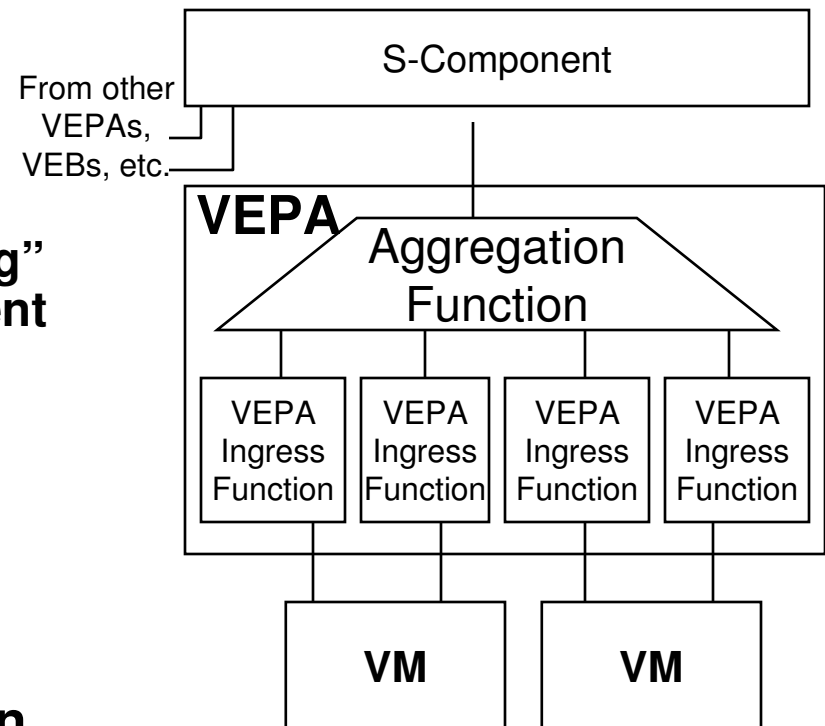 S-Component
From other
VEPAs,
VEBs, etc.
VEPA
Aggregation
Function
g”
ent
VEPA
Ingress
Function
VEPA
Ingress
Function
VEPA
Ingress
Function
VEPA
Ingress
Function
VM
VM
n